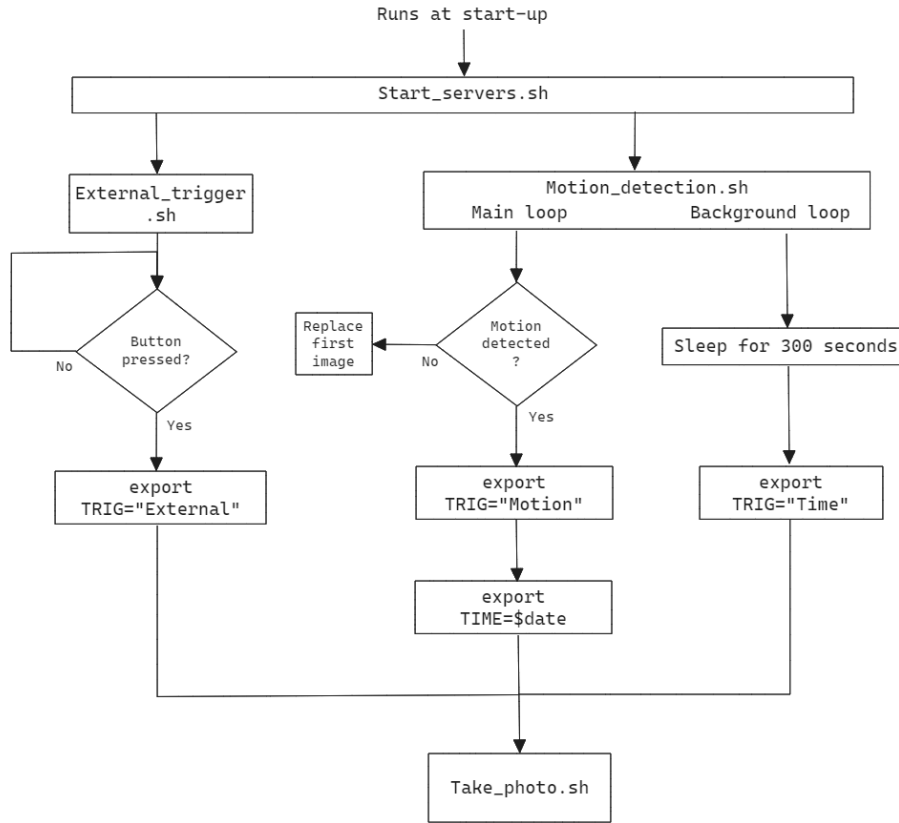 Runs at start-up
Start_servers.sh
External_trigger
.sh
Motion_detection.sh
Main loop
Background loop
Button
pressed?
No
Yes
Replace
first
image
Motion
detected
?
No
Yes
Sleep for 300 seconds
export
TRIG="External"
export
TRIG="Motion"
export
TRIG="Time"
export
TIME=$date
Take_photo.sh